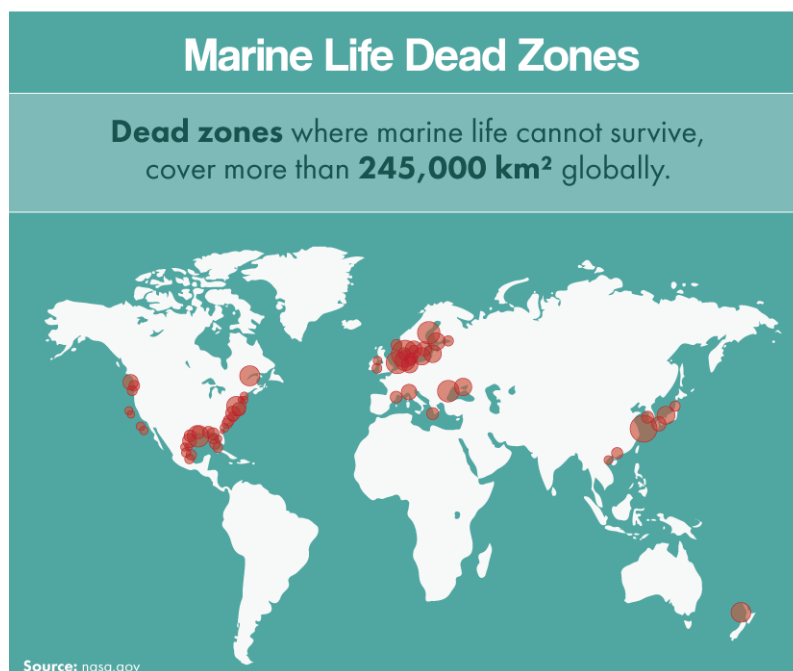 Marine Life Dead Zones
Dead zones where marine life cannot survive,
cover more than 245,000 km² globally.
Source: nasa.gov